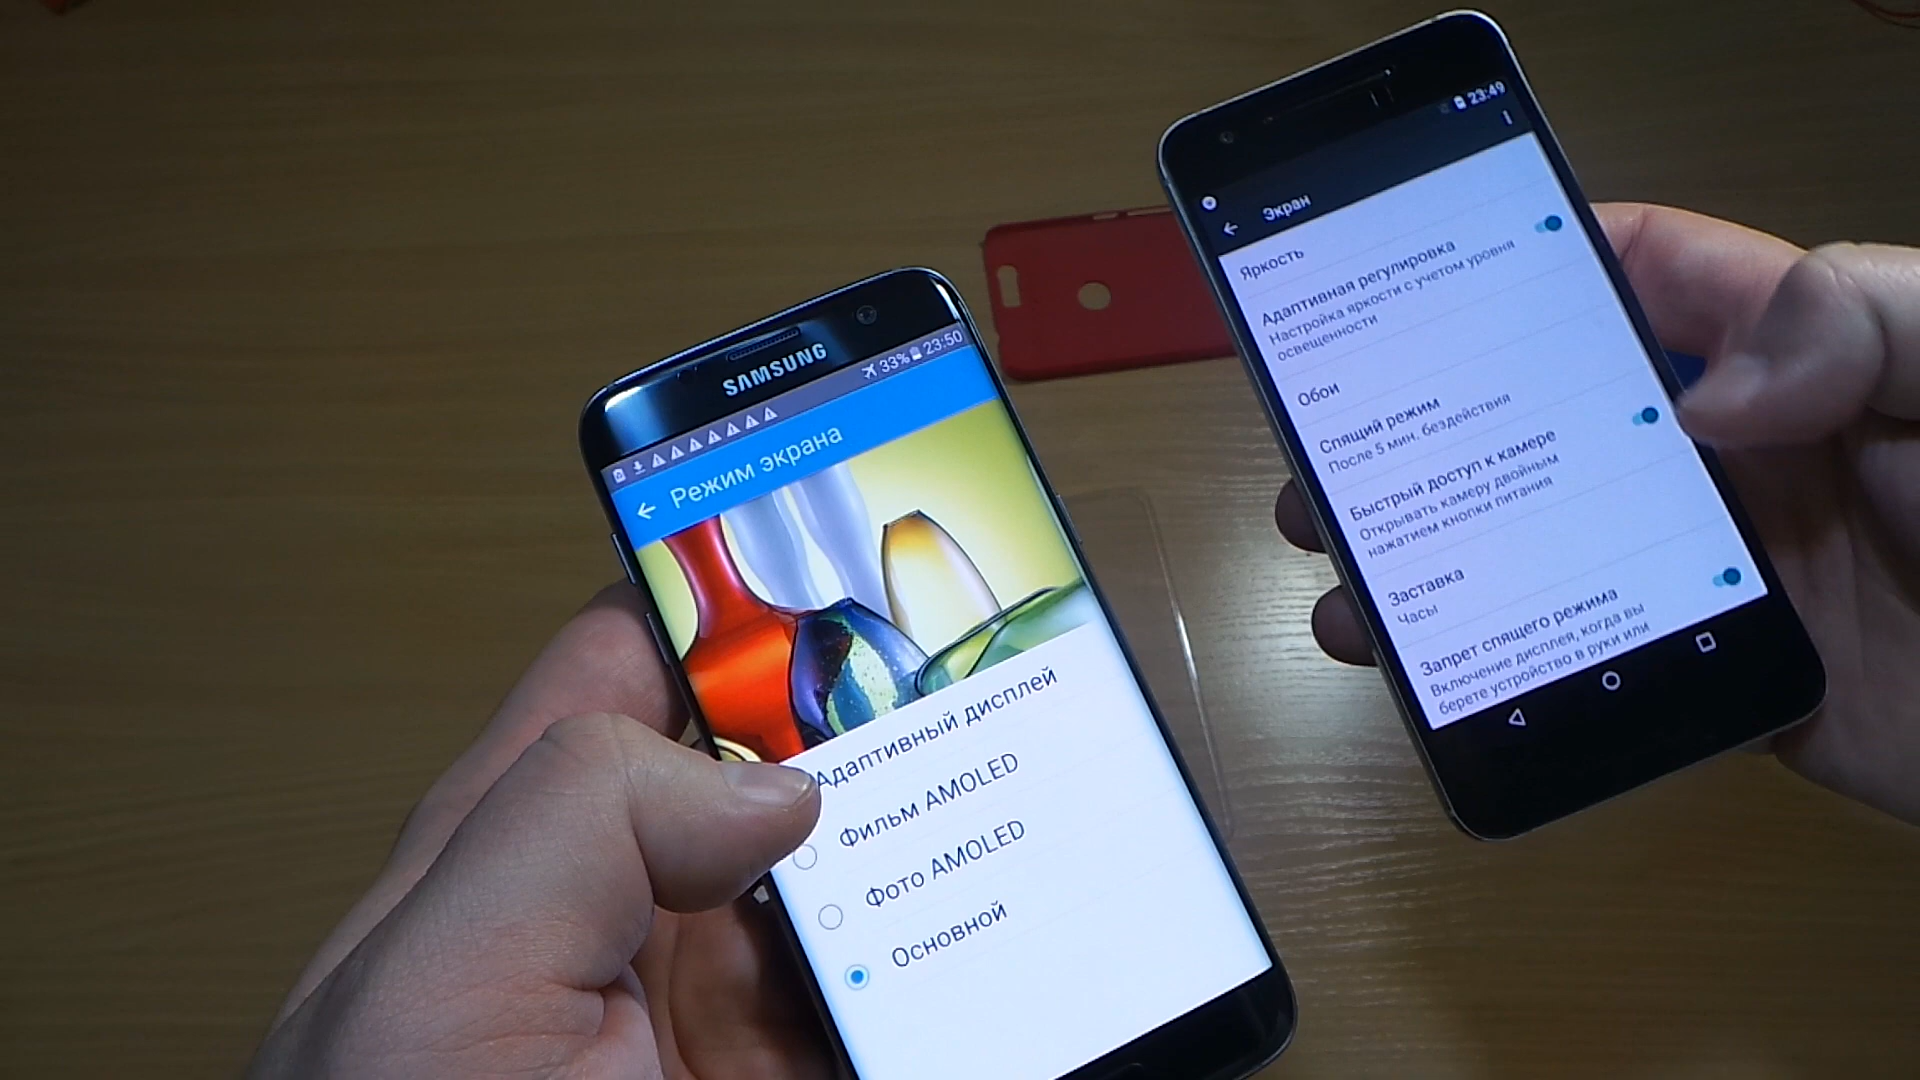 SAMSUNG
33% 23:50
Режим экрана
Адаптивный дисплей
Фильм AMOLED
Фото AMOLED
Основной
23:49
Экран
Яркость
Адаптивная регулировка
Настройка яркости с учетом уровня
освещенности
Обои
Спящий режим
После 5 мин. бездействия
Быстрый доступ к камере
Открывать камеру двойным
нажатием кнопки питания
Заставка
Часы
Запрет спящего режима
Включение дисплея, когда вы
берете устройство в руки или